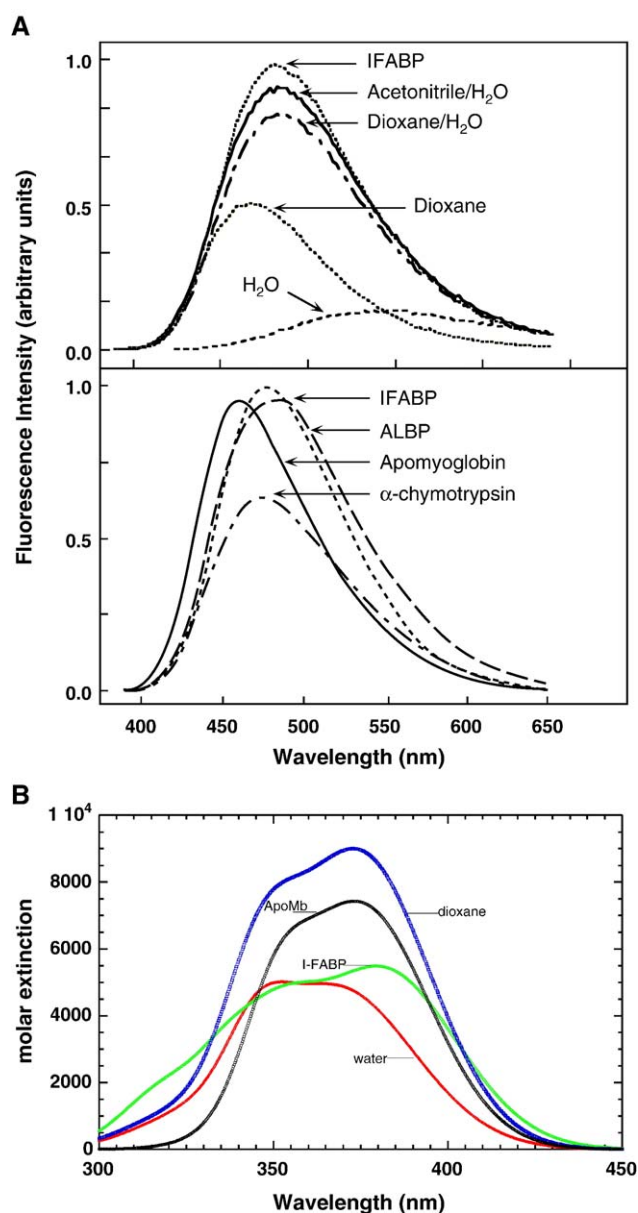 A
Fluorescence Intensity (arbitrary units)
1.0
0.5
0.0
IFABP
Acetonitrile/H₂O
Dioxane/H₂O
Dioxane
H₂O
1.0
0.5
0.0
IFABP
ALBP
Apomyoglobin
α-chymotrypsin
400 450 500 550 600 650
Wavelength (nm)
B
molar extinction
1 10⁴
8000
6000
4000
2000
0
ApoMb
dioxane
I-FABP
water
300 350 400 450
Wavelength (nm)